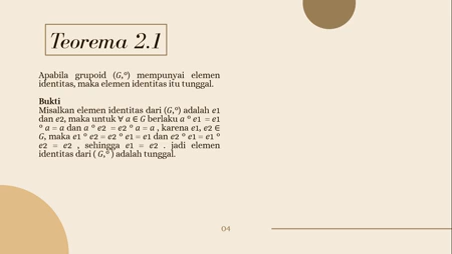 Teorema 2.1
Apabila grupoid (G,º) mempunyai elemen
identitas, maka elemen identitas itu tunggal.
Bukti
Misalkan elemen identitas dari (G,º) adalah e1
dan e2, maka untuk ∀ a ∈ G berlaku a º e1 = e1
º a = a dan a º e2 = e2 º a = a , karena e1, e2 ∈
G, maka e1 º e2 = e2 º e1 = e1 dan e2 º e1 = e1 º
e2 = e2 , sehingga e1 = e2 . jadi elemen
identitas dari ( G,º ) adalah tunggal.
04